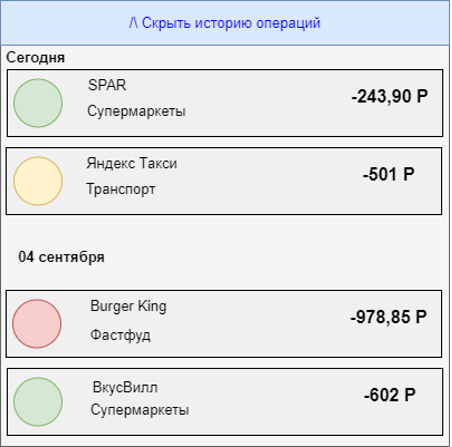 /\ Скрыть историю операций
Сегодня
SPAR
-243,90 Р
Супермаркеты
Яндекс Такси
-501 Р
Транспорт
04 сентября
Burger King
-978,85 Р
Фастфуд
ВкусВилл
-602 Р
Супермаркеты